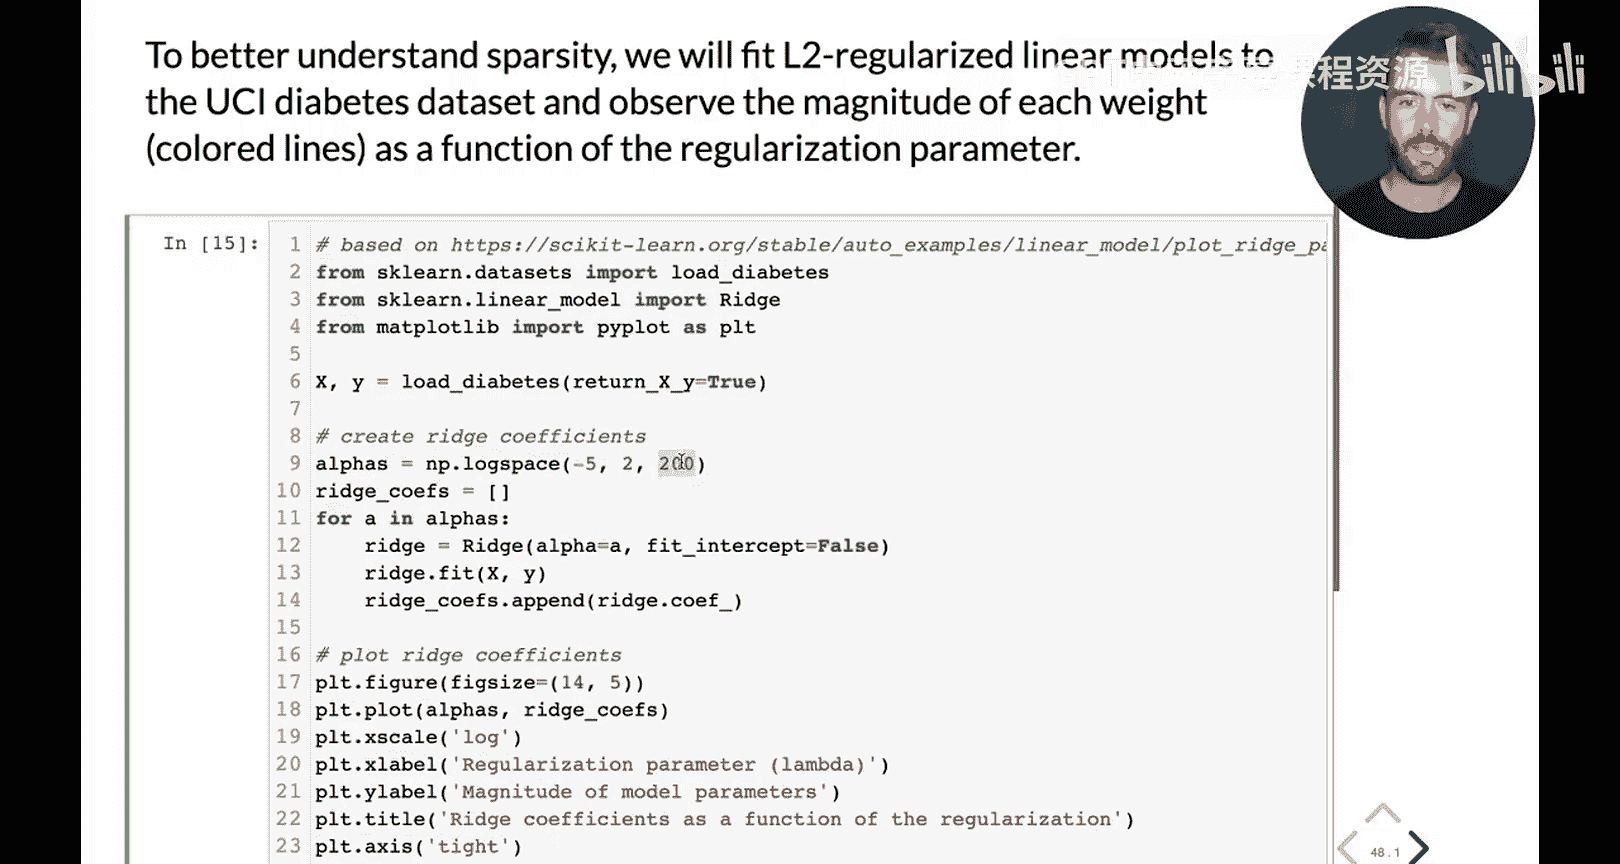 To better understand sparsity, we will fit L2-regularized linear models to
the UCI diabetes dataset and observe the magnitude of each weight
(colored lines) as a function of the regularization parameter.
课程资源 bilibili
In [15]:
1 # based on https://scikit-learn.org/stable/auto_examples/linear_model/plot_ridge_pa
2 from sklearn.datasets import load_diabetes
3 from sklearn.linear_model import Ridge
4 from matplotlib import pyplot as plt
5
6 X, y = load_diabetes(return_X_y=True)
7
8 # create ridge coefficients
9 alphas = np.logspace(-5, 2, 200)
10 ridge_coefs = []
11 for a in alphas:
12     ridge = Ridge(alpha=a, fit_intercept=False)
13     ridge.fit(X, y)
14     ridge_coefs.append(ridge.coef_)
15
16 # plot ridge coefficients
17 plt.figure(figsize=(14, 5))
18 plt.plot(alphas, ridge_coefs)
19 plt.xscale('log')
20 plt.xlabel('Regularization parameter (lambda)')
21 plt.ylabel('Magnitude of model parameters')
22 plt.title('Ridge coefficients as a function of the regularization')
23 plt.axis('tight')
48.1